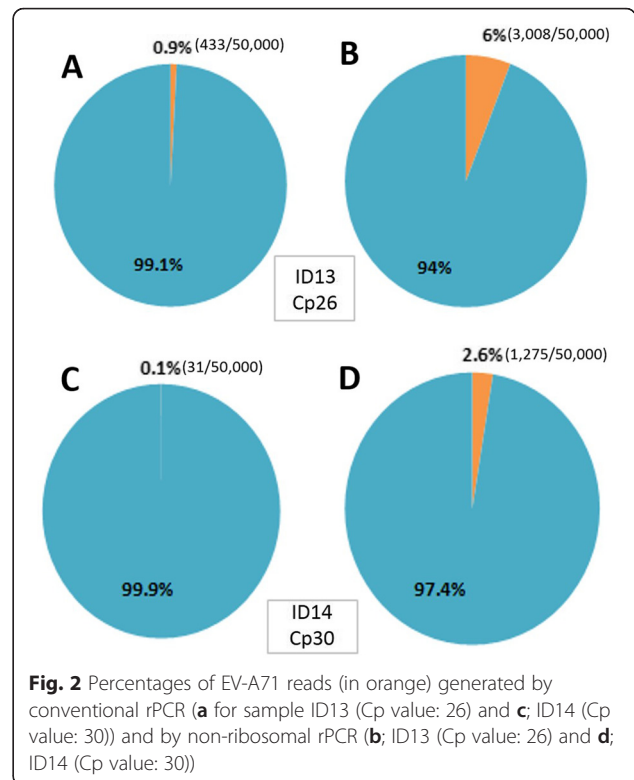 0.9% (433/50,000)
6% (3,008/50,000)
A
B
99.1%
94%
ID13
Cp26
0.1% (31/50,000)
2.6% (1,275/50,000)
C
D
99.9%
97.4%
ID14
Cp30
Fig. 2 Percentages of EV-A71 reads (in orange) generated by
conventional rPCR (a for sample ID13 (Cp value: 26) and c; ID14 (Cp
value: 30)) and by non-ribosomal rPCR (b; ID13 (Cp value: 26) and d;
ID14 (Cp value: 30))